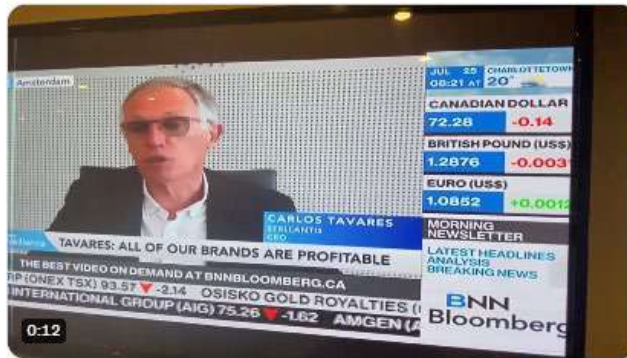 Amsterdam
JUL 25
08:21 AT
CHARLOTTETOWN
20°
CANADIAN DOLLAR
72.28 -0.14
BRITISH POUND (US$)
1.2876 -0.003
EURO (US$)
1.0852 +0.0012
MORNING NEWSLETTER
LATEST HEADLINES
ANALYSIS
BREAKING NEWS
BNN
Bloomberg
CARLOS TAVARES
STELLANTIS
CEO
TAVARES: ALL OF OUR BRANDS ARE PROFITABLE
THE BEST VIDEO ON DEMAND AT BNNBLOOMBERG.CA
RP (ONEX TSX) 93.57 ▼ -2.14 OSISKO GOLD ROYALTIES (
INTERNATIONAL GROUP (AIG) 75.26 ▼ -1.62 AMGEN (A
0:12